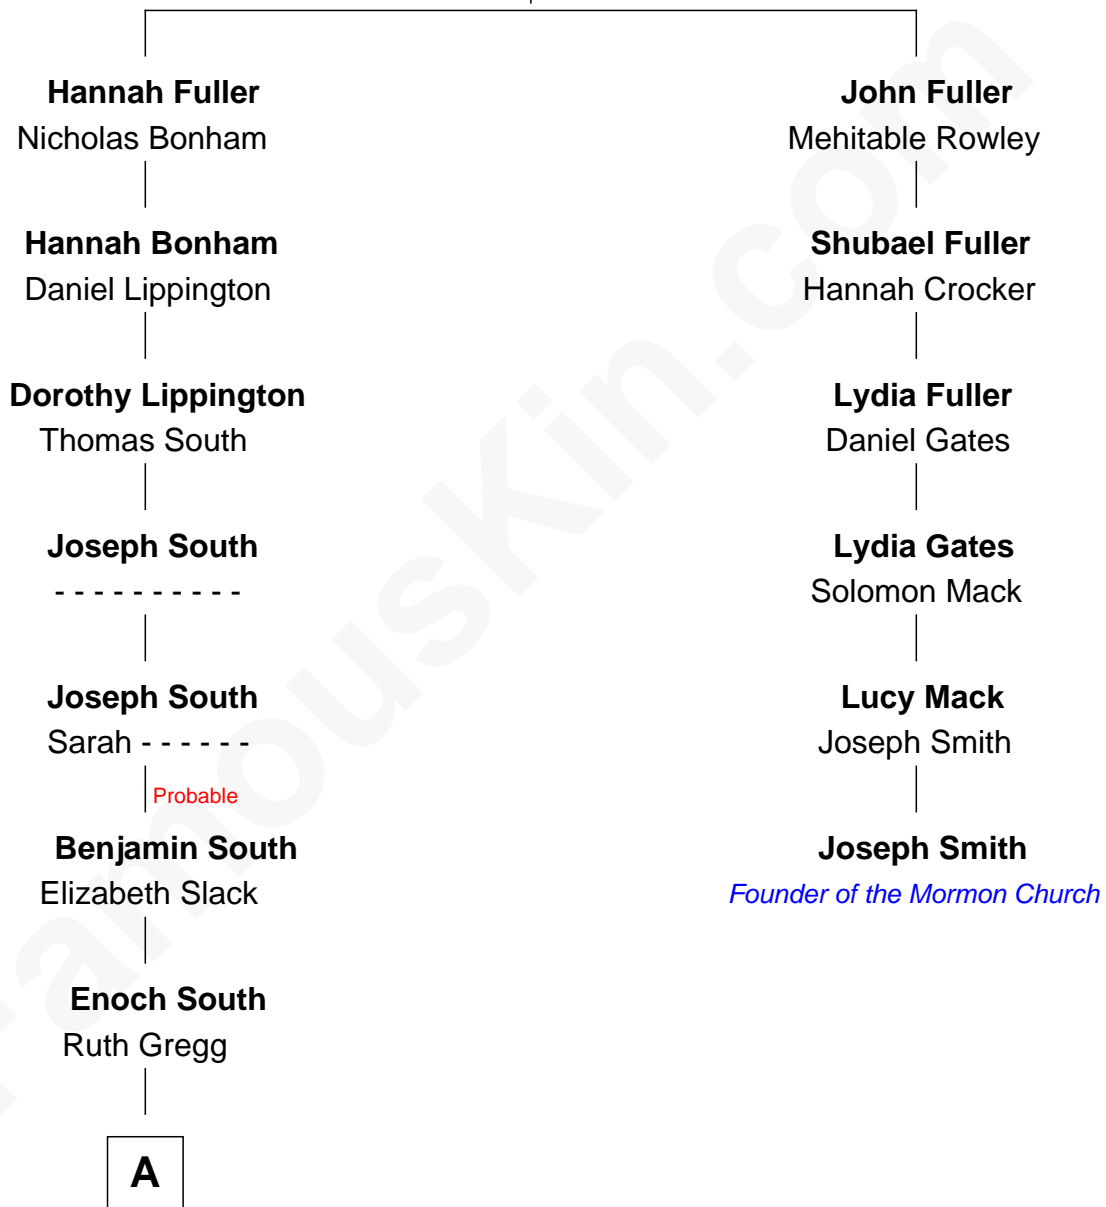 Hannah Fuller
Nicholas Bonham
Hannah Bonham
Daniel Lippington
Dorothy Lippington
Thomas South
Joseph South
- - - - - - - - - -
Joseph South
Sarah - - - - - -
Probable
Benjamin South
Elizabeth Slack
Enoch South
Ruth Gregg
A
John Fuller
Mehitable Rowley
Shubael Fuller
Hannah Crocker
Lydia Fuller
Daniel Gates
Lydia Gates
Solomon Mack
Lucy Mack
Joseph Smith
Joseph Smith
Founder of the Mormon Church
FamousKin.com